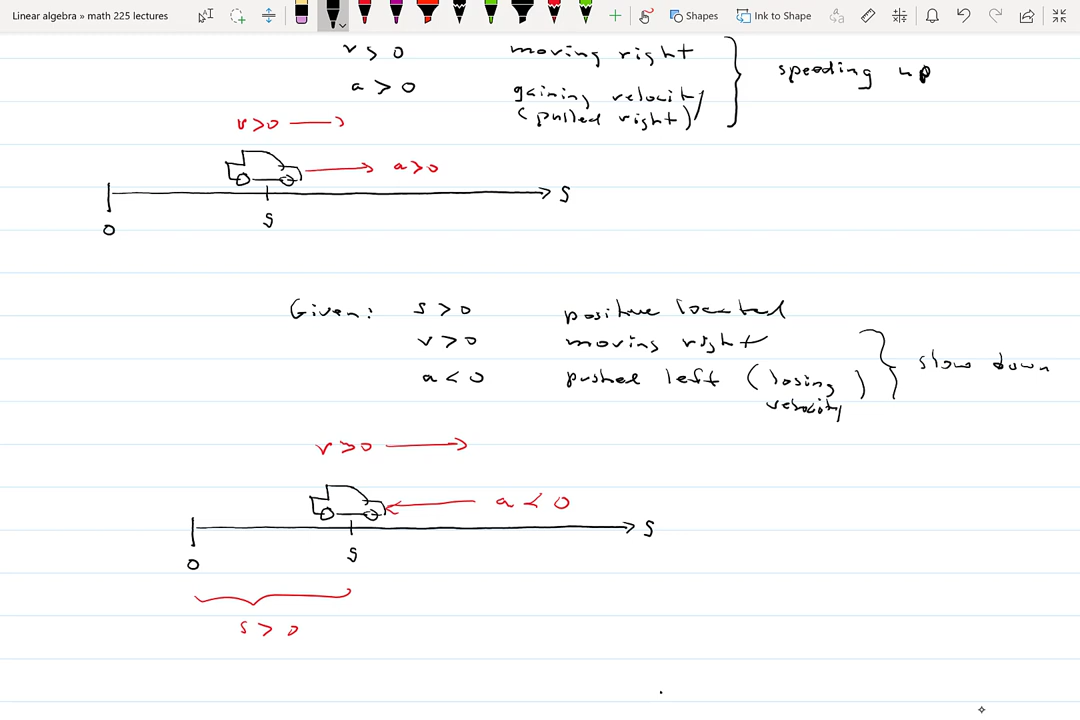 Linear algebra » math 225 lectures
Shapes
Ink to Shape
v > 0 moving right
speeding up
a > 0 gaining velocity
(pulled right)
v > 0
a > 0
s
0 s
Given: s > 0 positive located
v > 0 moving right
slow down
a < 0 pushed left (losing velocity)
v > 0
a < 0
s
0 s
s > 0